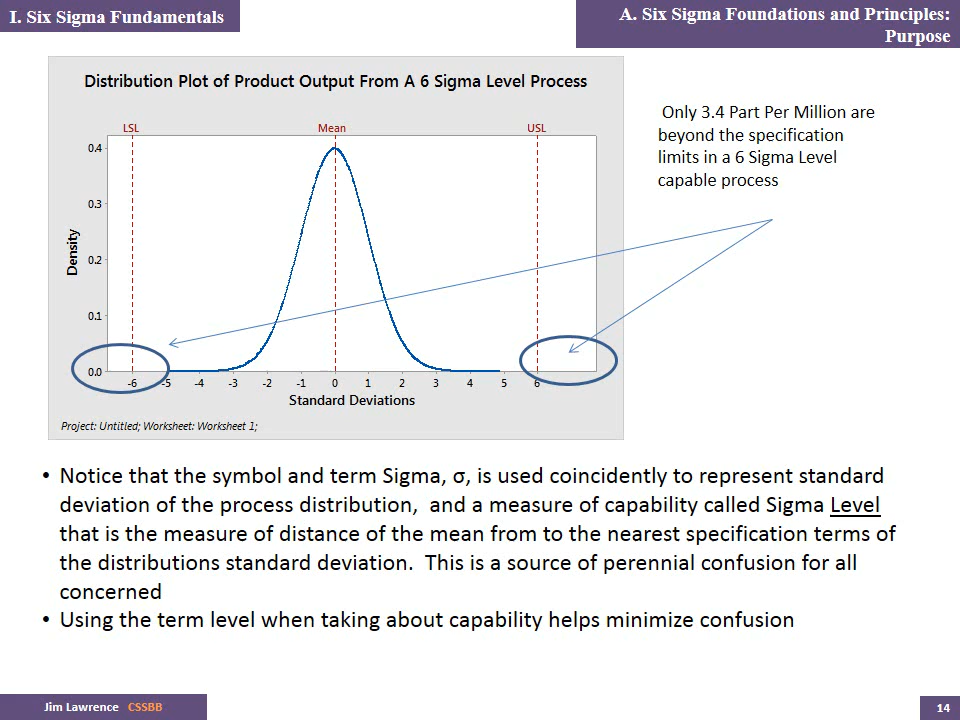 I. Six Sigma Fundamentals
A. Six Sigma Foundations and Principles:
Purpose
Distribution Plot of Product Output From A 6 Sigma Level Process
LSL
Mean
USL
0.4
0.3
0.2
0.1
0.0
Density
-6 -5 -4 -3 -2 -1 0 1 2 3 4 5 6
Standard Deviations
Project: Untitled; Worksheet: Worksheet 1;
Only 3.4 Part Per Million are
beyond the specification
limits in a 6 Sigma Level
capable process
• Notice that the symbol and term Sigma, σ, is used coincidently to represent standard
deviation of the process distribution, and a measure of capability called Sigma Level
that is the measure of distance of the mean from to the nearest specification terms of
the distributions standard deviation. This is a source of perennial confusion for all
concerned
• Using the term level when taking about capability helps minimize confusion
Jim Lawrence CSSBB
14